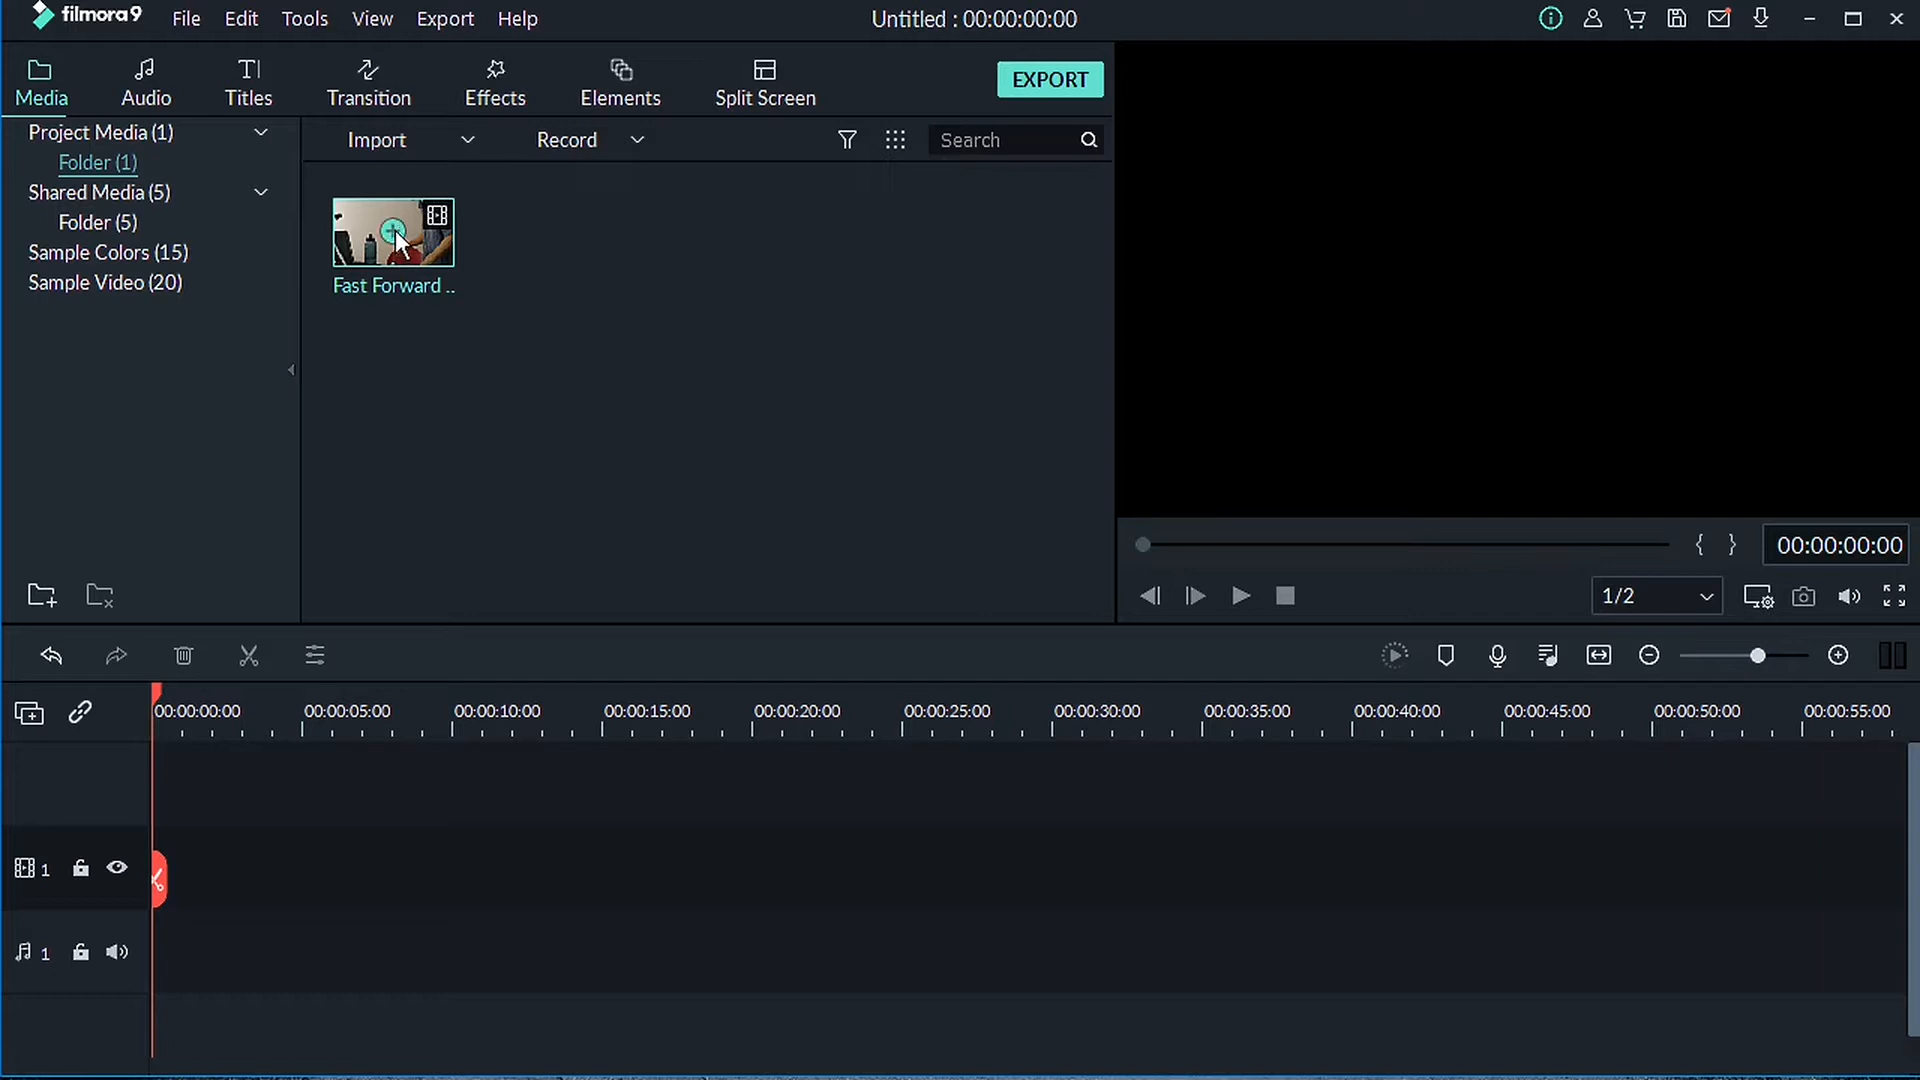 filmora9 File Edit Tools View Export Help Untitled : 00:00:00:00
Media Audio Titles Transition Effects Elements Split Screen EXPORT
Project Media (1)
Folder (1)
Shared Media (5)
Folder (5)
Sample Colors (15)
Sample Video (20)
Import Record Search
Fast Forward ..
{ } 00:00:00:00
1/2
00:00:00:00 00:00:05:00 00:00:10:00 00:00:15:00 00:00:20:00 00:00:25:00 00:00:30:00 00:00:35:00 00:00:40:00 00:00:45:00 00:00:50:00 00:00:55:00
1
1